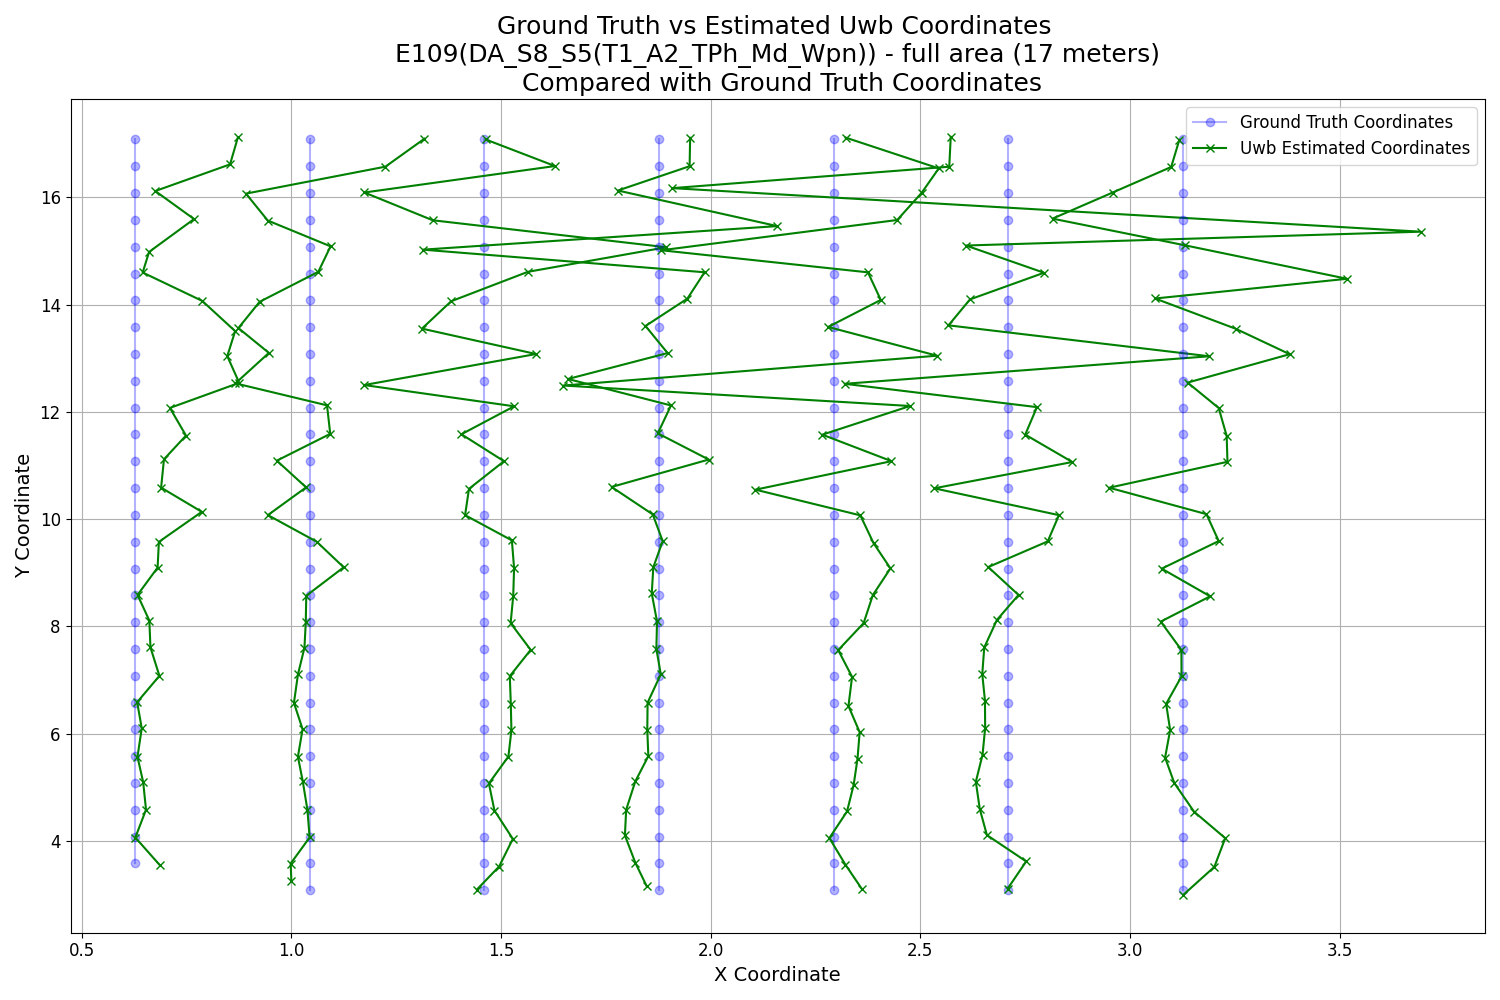 Ground Truth vs Estimated Uwb Coordinates
E109(DA_S8_S5(T1_A2_TPh_Md_Wpn)) - full area (17 meters)
Compared with Ground Truth Coordinates
Ground Truth Coordinates
Uwb Estimated Coordinates
Y Coordinate
16
14
12
10
8
6
4
0.5 1.0 1.5 2.0 2.5 3.0 3.5
X Coordinate